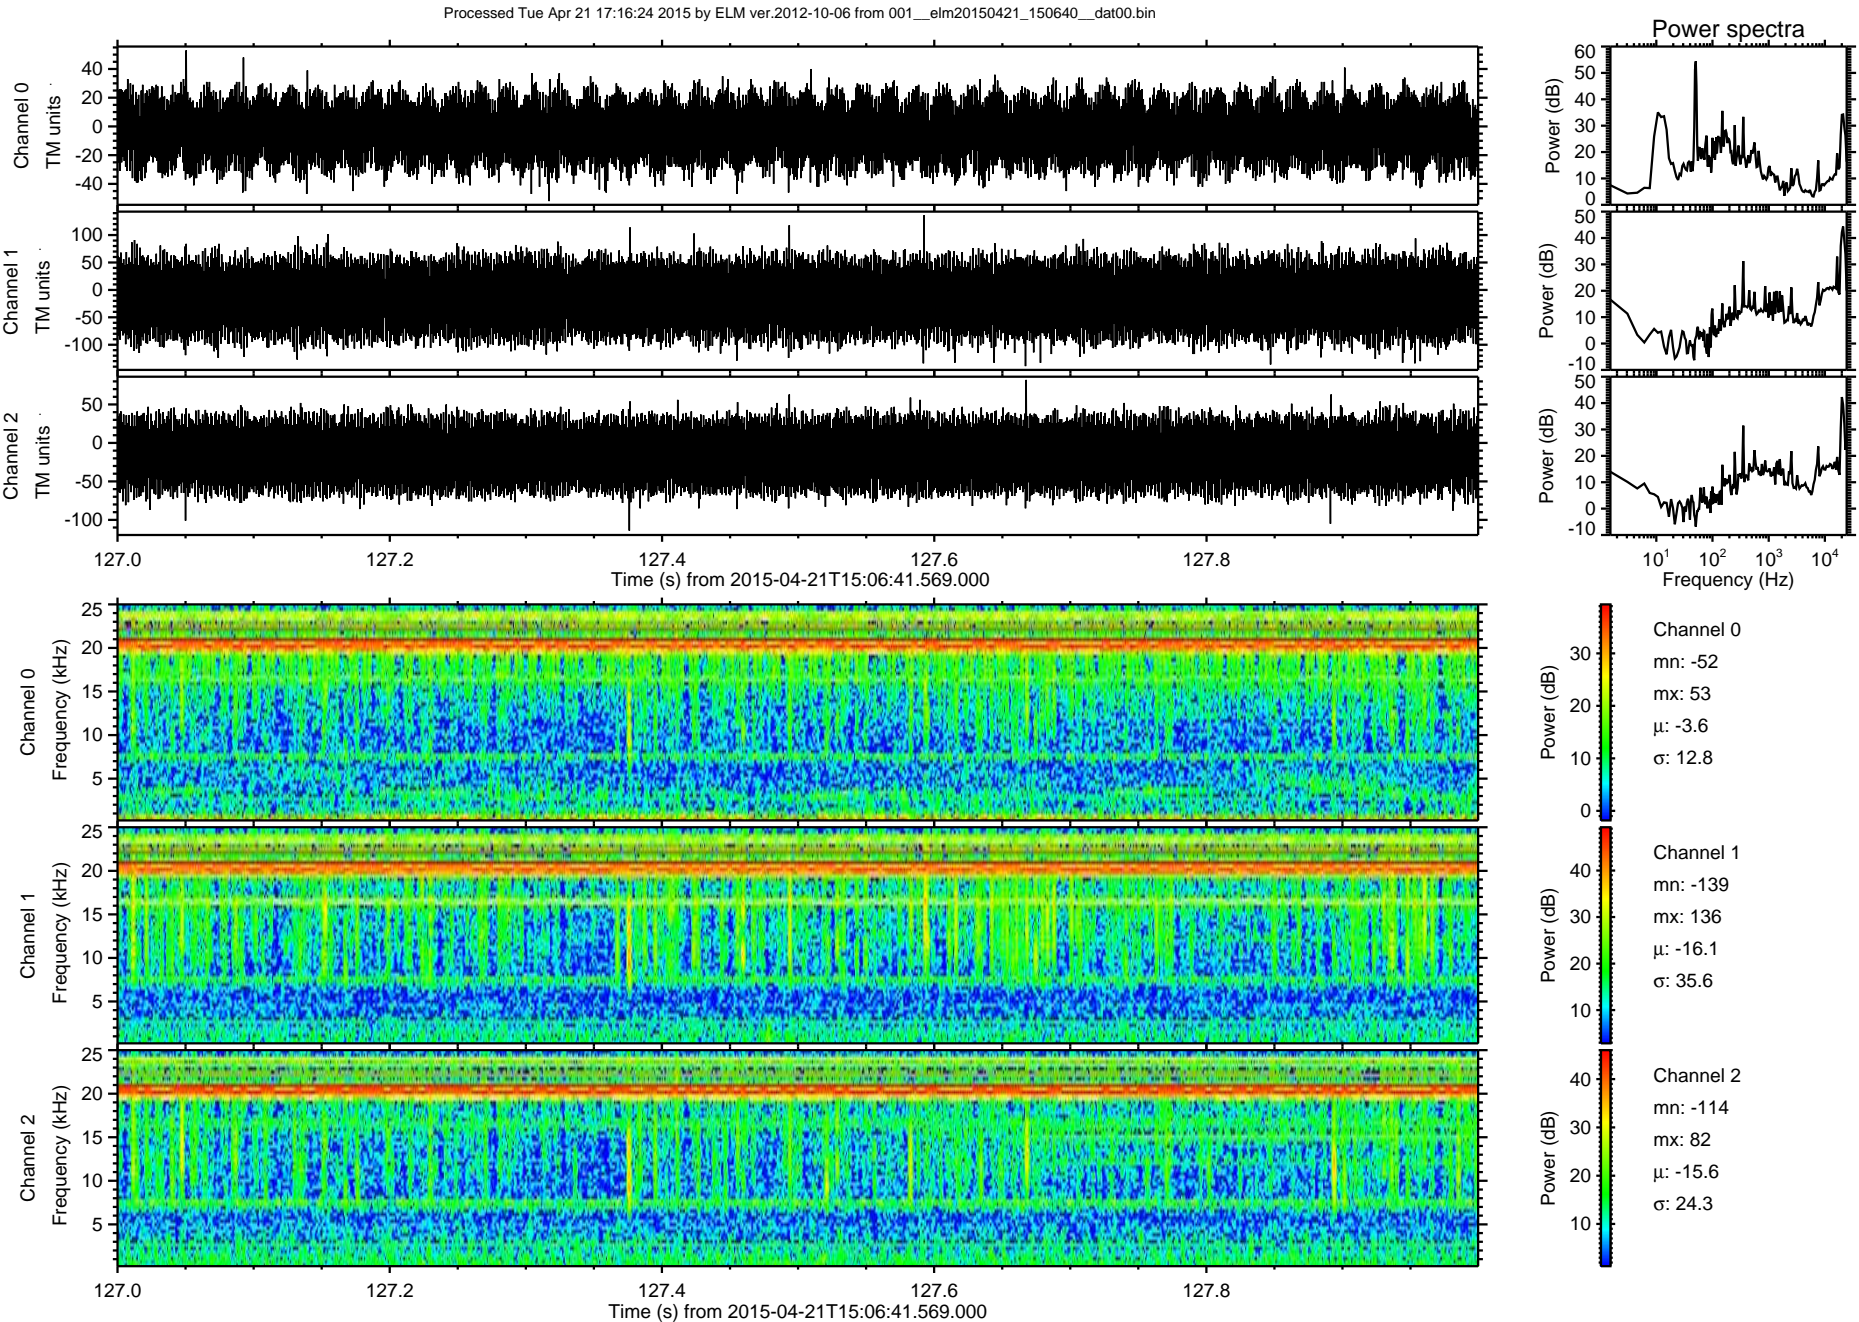 Processed Tue Apr 21 17:16:24 2015 by ELM ver.2012-10-06 from 001__elm20150421_150640__dat00.bin
Power spectra
Channel 0
TM units
40
20
0
-20
-40
Power (dB)
60
50
40
30
20
10
0
Channel 1
TM units
100
50
0
-50
-100
Power (dB)
50
40
30
20
10
0
-10
Channel 2
TM units
50
0
-50
-100
Power (dB)
50
40
30
20
10
0
-10
127.0 127.2 127.4 127.6 127.8
Time (s) from 2015-04-21T15:06:41.569.000
10^1 10^2 10^3 10^4
Frequency (Hz)
Channel 0
Frequency (kHz)
25
20
15
10
5
Power (dB)
30
20
10
0
Channel 0
mn: -52
mx: 53
μ: -3.6
σ: 12.8
Channel 1
Frequency (kHz)
25
20
15
10
5
Power (dB)
40
30
20
10
Channel 1
mn: -139
mx: 136
μ: -16.1
σ: 35.6
Channel 2
Frequency (kHz)
25
20
15
10
5
Power (dB)
40
30
20
10
Channel 2
mn: -114
mx: 82
μ: -15.6
σ: 24.3
127.0 127.2 127.4 127.6 127.8
Time (s) from 2015-04-21T15:06:41.569.000